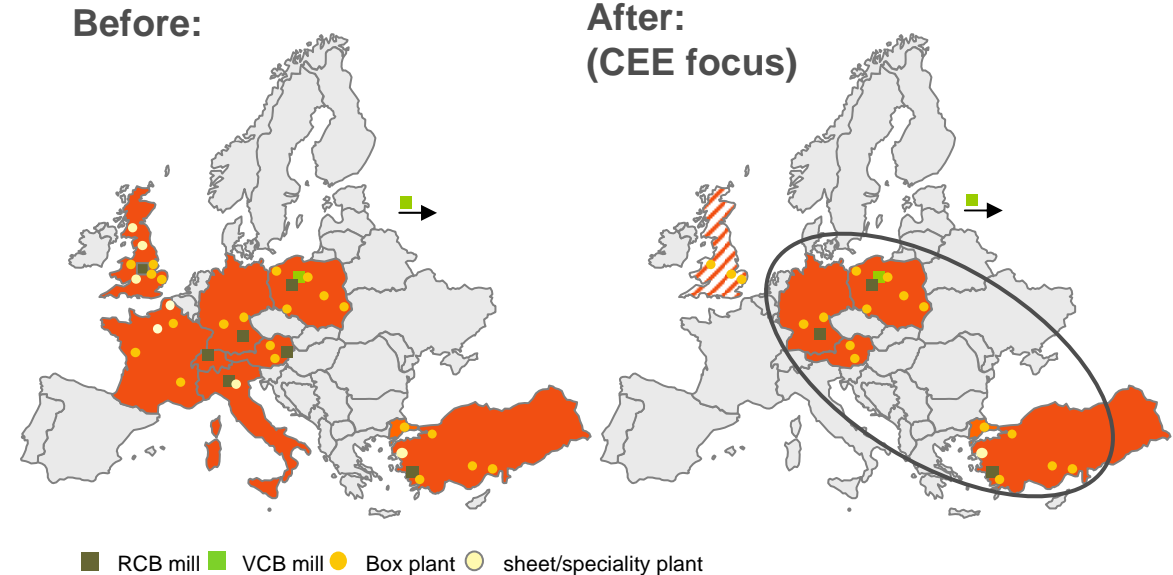 Before:
After:
(CEE focus)
RCB mill VCB mill Box plant sheet/speciality plant